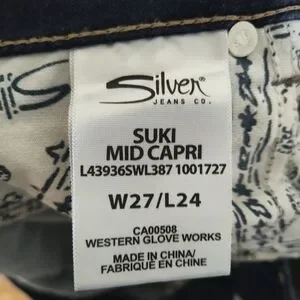 Silver®
JEANS CO.
SUKI
MID CAPRI
L43936SWL387 1001727
W27/L24
CA00508
WESTERN GLOVE WORKS
MADE IN CHINA/
FABRIQUÉ EN CHINE